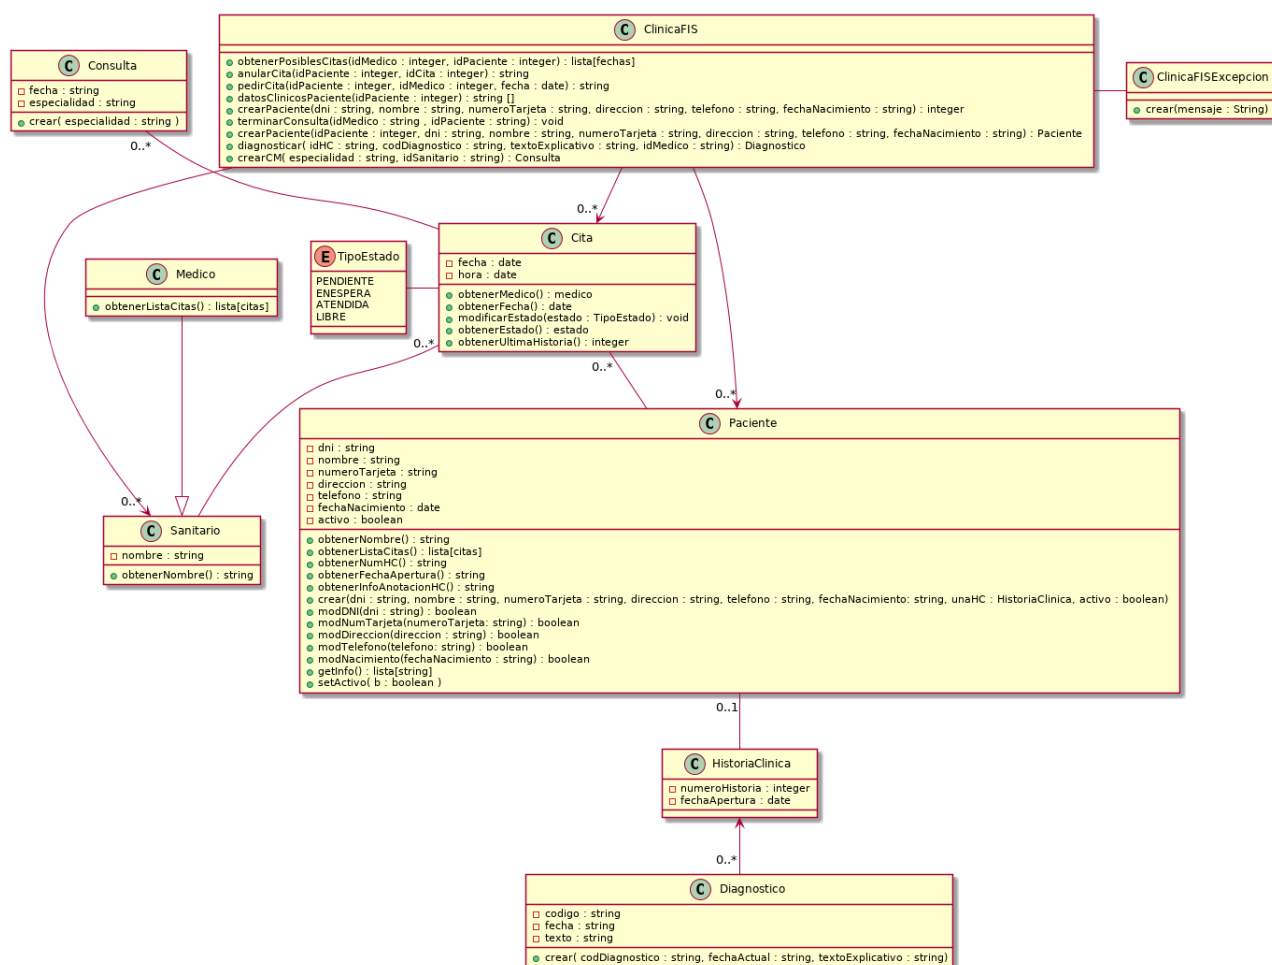 C ClinicaFIS
obtenerPosiblesCitas(idMedico : integer, idPaciente : integer) : lista[fechas]
anularCita(idPaciente : integer, idCita : integer) : string
pedirCita(idPaciente : integer, idMedico : integer, fecha : date) : string
datosClinicosPaciente(idPaciente : integer) : string []
crearPaciente(dni : string, nombre : string, numeroTarjeta : string, direccion : string, telefono : string, fechaNacimiento : string) : integer
terminarConsulta(idMedico : string , idPaciente : string) : void
crearPaciente(idPaciente : integer, dni : string, nombre : string, numeroTarjeta : string, direccion : string, telefono : string, fechaNacimiento : string) : Paciente
diagnosticar( idHC : string, codDiagnostico : string, textoExplicativo : string, idMedico : string) : Diagnostico
crearCM( especialidad : string, idSanitario : string) : Consulta
C Consulta
fecha : string
especialidad : string
crear( especialidad : string )
C ClinicaFISExcepcion
crear(mensaje : String)
0..*
0..*
C Cita
fecha : date
hora : date
obtenerMedico() : medico
obtenerFecha() : date
modificarEstado(estado : TipoEstado) : void
obtenerEstado() : estado
obtenerUltimaHistoria() : integer
E TipoEstado
PENDIENTE
ENESPERA
ATENDIDA
LIBRE
C Medico
obtenerListaCitas() : lista[citas]
0..*
0..*
0..*
C Paciente
dni : string
nombre : string
numeroTarjeta : string
direccion : string
telefono : string
fechaNacimiento : date
activo : boolean
obtenerNombre() : string
obtenerListaCitas() : lista[citas]
obtenerNumHC() : string
obtenerFechaApertura() : string
obtenerInfoAnotacionHC() : string
crear(dni : string, nombre : string, numeroTarjeta : string, direccion : string, telefono : string, fechaNacimiento: string, unaHC : HistoriaClinica, activo : boolean)
modDNI(dni : string) : boolean
modNumTarjeta(numeroTarjeta: string) : boolean
modDireccion(direccion : string) : boolean
modTelefono(telefono: string) : boolean
modNacimiento(fechaNacimiento : string) : boolean
getInfo() : lista[string]
setActivo( b : boolean )
0..*
C Sanitario
nombre : string
obtenerNombre() : string
0..1
C HistoriaClinica
numeroHistoria : integer
fechaApertura : date
0..*
C Diagnostico
codigo : string
fecha : string
texto : string
crear( codDiagnostico : string, fechaActual : string, textoExplicativo : string)